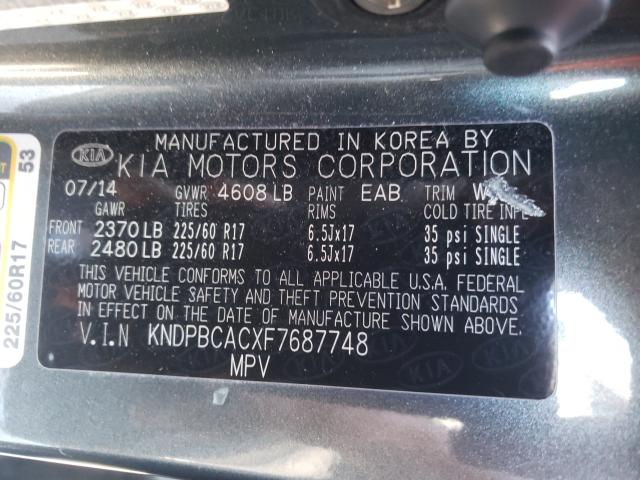 MANUFACTURED IN KOREA BY
KIA KIA MOTORS CORPORATION
07/14 GVWR 4608 LB PAINT EAB TRIM
GAWR TIRES RIMS COLD TIRE INFL
FRONT 2370 LB 225/60 R17 6.5Jx17 35 psi SINGLE
REAR 2480 LB 225/60 R17 6.5Jx17 35 psi SINGLE
THIS VEHICLE CONFORMS TO ALL APPLICABLE U.S.A. FEDERAL
MOTOR VEHICLE SAFETY AND THEFT PREVENTION STANDARDS
IN EFFECT ON THE DATE OF MANUFACTURE SHOWN ABOVE.
V.I.N KNDPBCACXF7687748
MPV
53
225/60R17